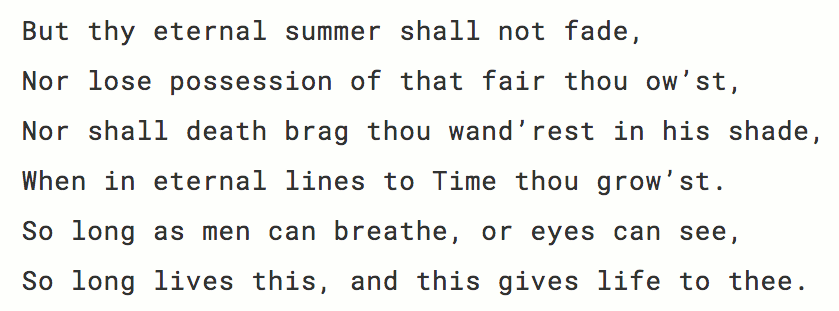 But thy eternal summer shall not fade,
Nor lose possession of that fair thou ow’st,
Nor shall death brag thou wand’rest in his shade,
When in eternal lines to Time thou grow’st.
So long as men can breathe, or eyes can see,
So long lives this, and this gives life to thee.